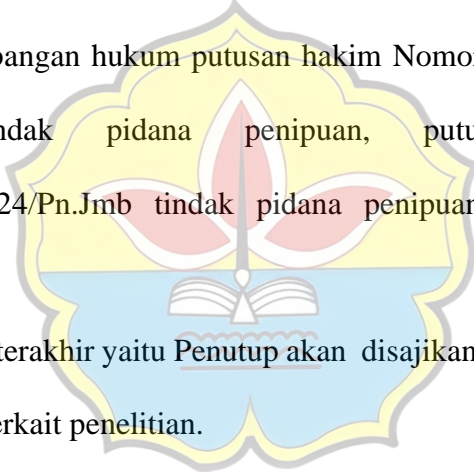 bangan hukum putusan hakim Nomor
ndak pidana penipuan, putu
24/Pn.Jmb tindak pidana penipuan
terakhir yaitu Penutup akan disajikan
erkait penelitian.